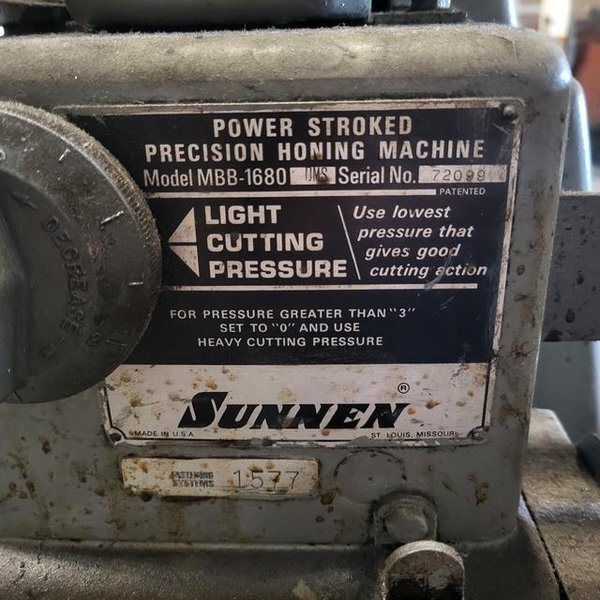 POWER STROKED
PRECISION HONING MACHINE
Model MBB-1680 Serial No. 72099
PATENTED
LIGHT
CUTTING
PRESSURE
Use lowest
pressure that
gives good
cutting action
FOR PRESSURE GREATER THAN "3"
SET TO "0" AND USE
HEAVY CUTTING PRESSURE
SUNNEN®
MADE IN U.S.A
ST. LOUIS, MISSOURI
SYSTEMS 1577
DECREASE
0